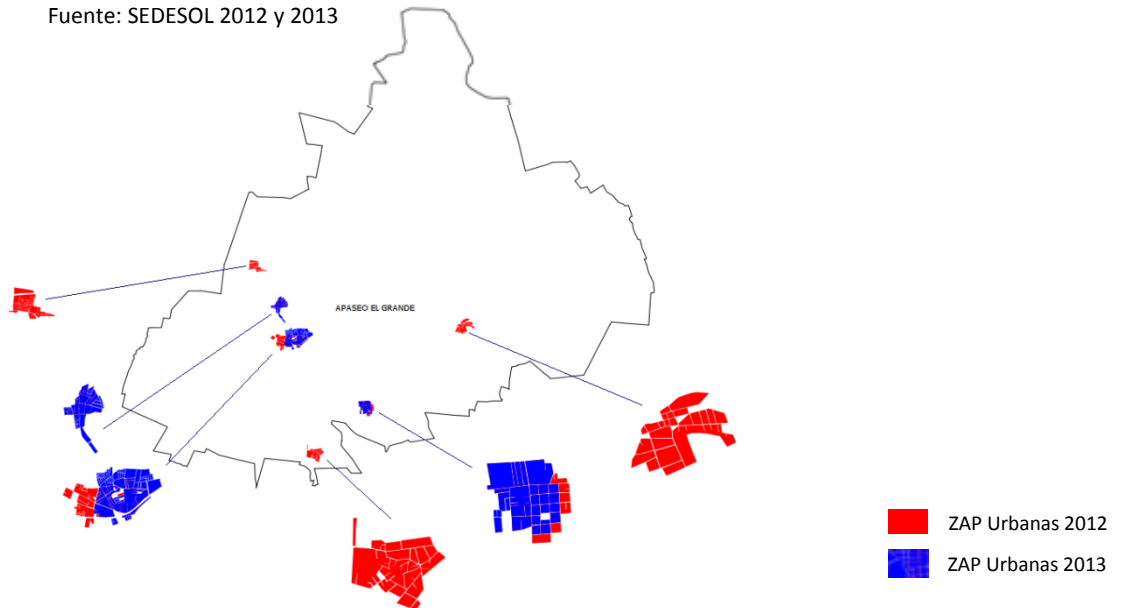 Fuente: SEDESOL 2012 y 2013
APASEO EL GRANDE
ZAP Urbanas 2012
ZAP Urbanas 2013